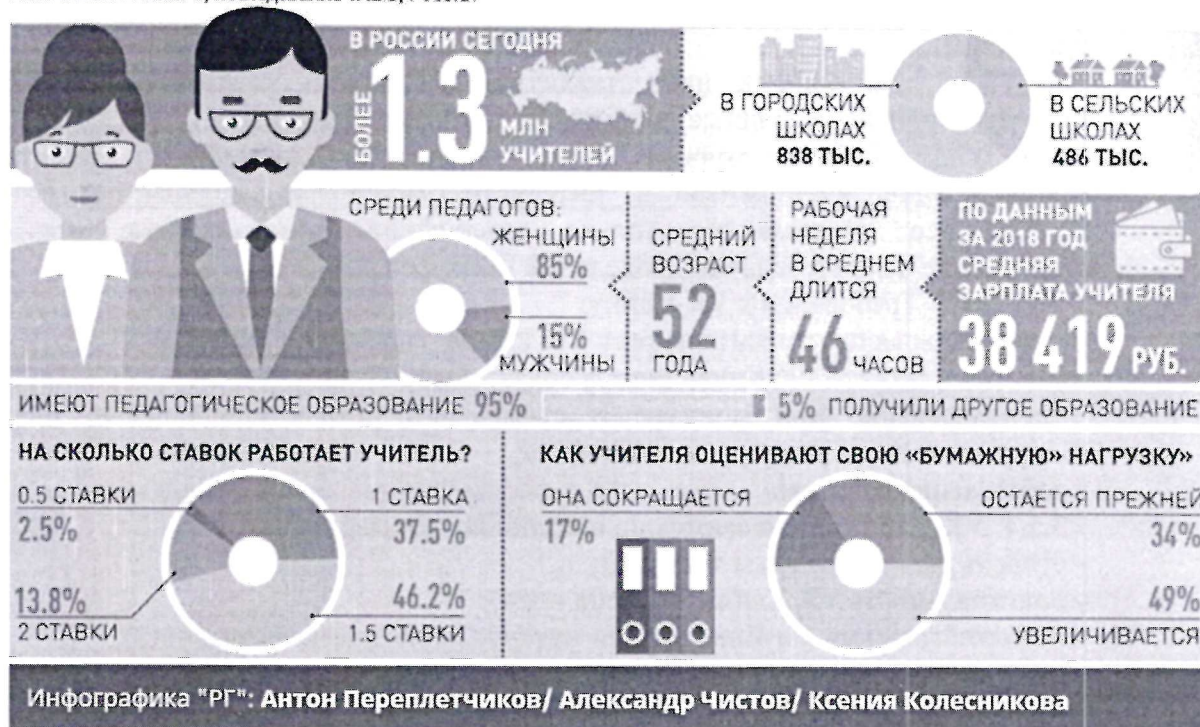 В РОССИИ СЕГОДНЯ
БОЛЕЕ
1.3
МЛН
УЧИТЕЛЕЙ
В ГОРОДСКИХ
ШКОЛАХ
838 ТЫС.
В СЕЛЬСКИХ
ШКОЛАХ
486 ТЫС.
СРЕДИ ПЕДАГОГОВ:
ЖЕНЩИНЫ
85%
15%
МУЖЧИНЫ
СРЕДНИЙ
ВОЗРАСТ
52
ГОДА
РАБОЧАЯ
НЕДЕЛЯ
В СРЕДНЕМ
ДЛИТСЯ
46 ЧАСОВ
ПО ДАННЫМ
ЗА 2018 ГОД
СРЕДНЯЯ
ЗАРПЛАТА УЧИТЕЛЯ
38 419 РУБ.
ИМЕЮТ ПЕДАГОГИЧЕСКОЕ ОБРАЗОВАНИЕ 95%
5% ПОЛУЧИЛИ ДРУГОЕ ОБРАЗОВАНИЕ
НА СКОЛЬКО СТАВОК РАБОТАЕТ УЧИТЕЛЬ?
0.5 СТАВКИ
2.5%
1 СТАВКА
37.5%
13.8%
2 СТАВКИ
46.2%
1.5 СТАВКИ
КАК УЧИТЕЛЯ ОЦЕНИВАЮТ СВОЮ «БУМАЖНУЮ» НАГРУЗКУ»
ОНА СОКРАЩАЕТСЯ
17%
ОСТАЕТСЯ ПРЕЖНЕЙ
34%
49%
УВЕЛИЧИВАЕТСЯ
Инфографика "РГ": Антон Переплетчиков/ Александр Чистов/ Ксения Колесникова